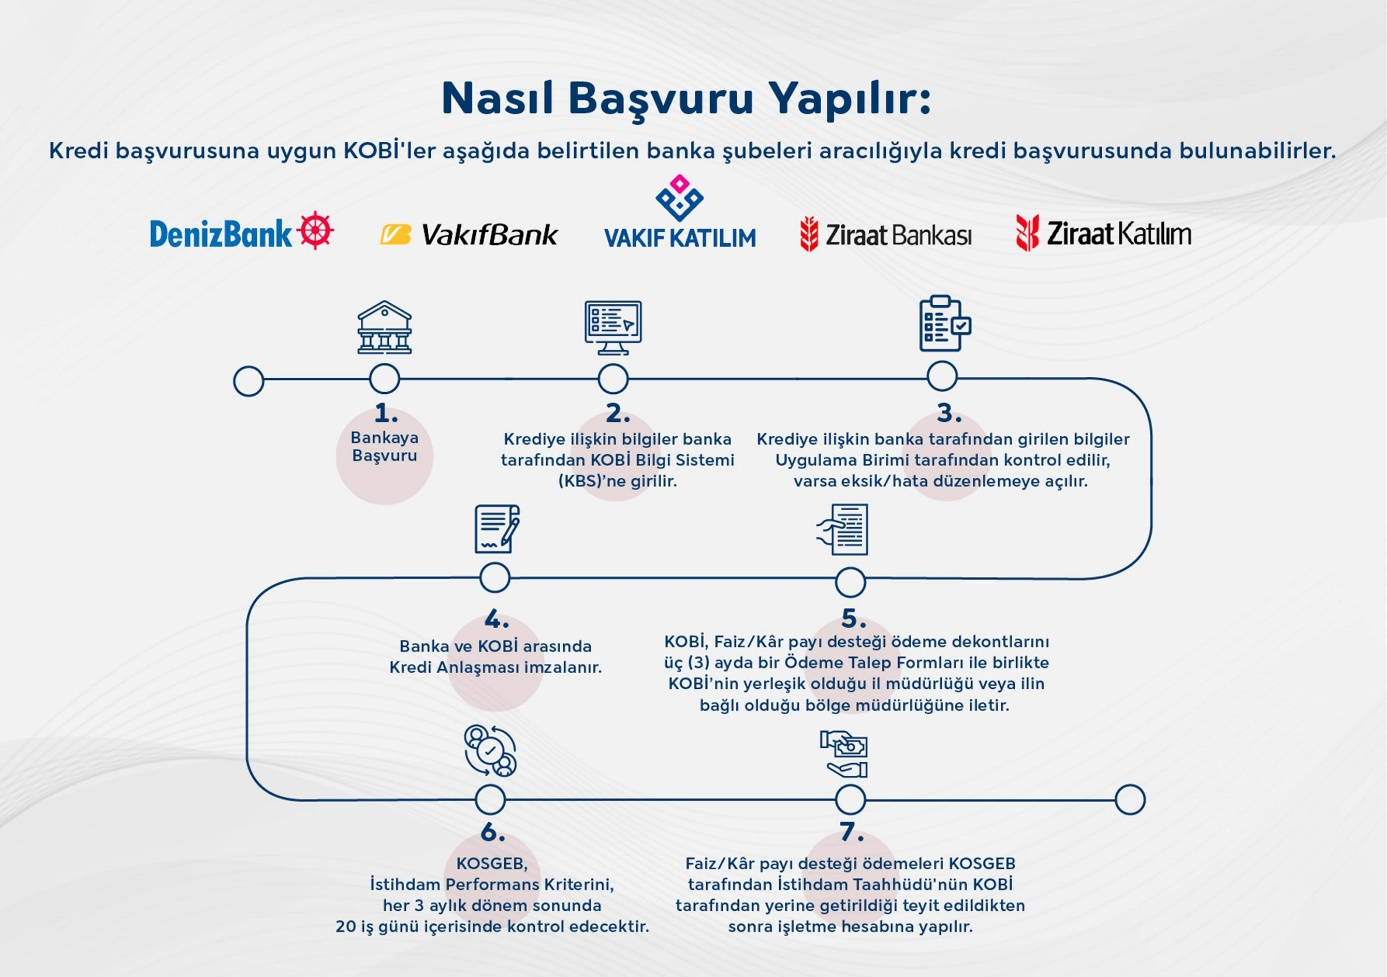 Nasıl Başvuru Yapılır:
Kredi başvurusuna uygun KOBİ'ler aşağıda belirtilen banka şubeleri aracılığıyla kredi başvurusunda bulunabilirler.
DenizBank
VakıfBank
VAKIF KATILIM
Ziraat Bankası
Ziraat Katılım
1.
Bankaya
Başvuru
2.
Krediye ilişkin bilgiler banka
tarafından KOBİ Bilgi Sistemi
(KBS)’ne girilir.
3.
Krediye ilişkin banka tarafından girilen bilgiler
Uygulama Birimi tarafından kontrol edilir,
varsa eksik/hata düzenlemeye açılır.
4.
Banka ve KOBİ arasında
Kredi Anlaşması imzalanır.
5.
KOBİ, Faiz/Kâr payı desteği ödeme dekontlarını
üç (3) ayda bir Ödeme Talep Formları ile birlikte
KOBİ’nin yerleşik olduğu il müdürlüğü veya ilin
bağlı olduğu bölge müdürlüğüne iletir.
6.
KOSGEB,
İstihdam Performans Kriterini,
her 3 aylık dönem sonunda
20 iş günü içerisinde kontrol edecektir.
7.
Faiz/Kâr payı desteği ödemeleri KOSGEB
tarafından İstihdam Taahhüdü'nün KOBİ
tarafından yerine getirildiği teyit edildikten
sonra işletme hesabına yapılır.